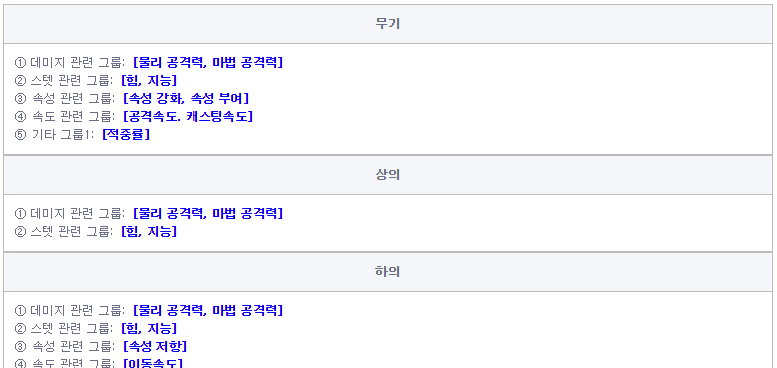 무기
① 데미지 관련 그룹: [물리 공격력, 마법 공격력]
② 스텟 관련 그룹: [힘, 지능]
③ 속성 관련 그룹: [속성 강화, 속성 부여]
④ 속도 관련 그룹: [공격속도. 캐스팅속도]
⑤ 기타 그룹1: [적중률]
상의
① 데미지 관련 그룹: [물리 공격력, 마법 공격력]
② 스텟 관련 그룹: [힘, 지능]
하의
① 데미지 관련 그룹: [물리 공격력, 마법 공격력]
② 스텟 관련 그룹: [힘, 지능]
③ 속성 관련 그룹: [속성 저항]
④ 속도 관련 그룹: [이동속도]